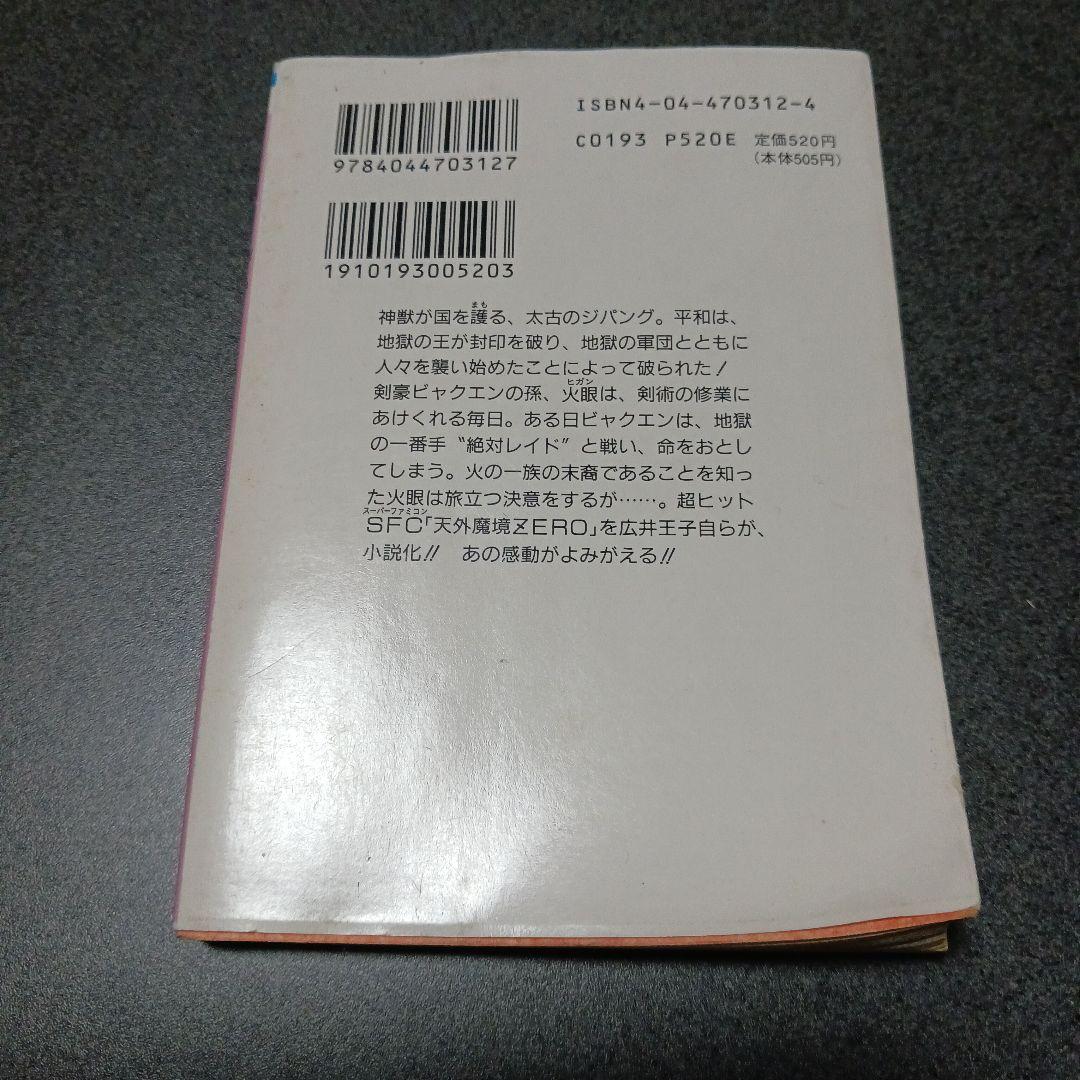 ISBN4-04-470312-4
C0193 P520E 定価520円
(本体505円)
9784044703127
1910193005203
まも
神獣が国を護る、太古のジパング。平和は、
地獄の王が封印を破り、地獄の軍団とともに
人々を襲い始めたことによって破られた!
ヒガン
剣豪ビャクエンの孫、火眼は、剣術の修業に
あけくれる毎日。ある日ビャクエンは、地獄
の一番手〝絶対レイド〟と戦い、命をおとし
てしまう。火の一族の末裔であることを知っ
た火眼は旅立つ決意をするが……。超ヒット
スーパーファミコン
SFC「天外魔境ZERO」を広井王子自らが、
小説化!! あの感動がよみがえる!!